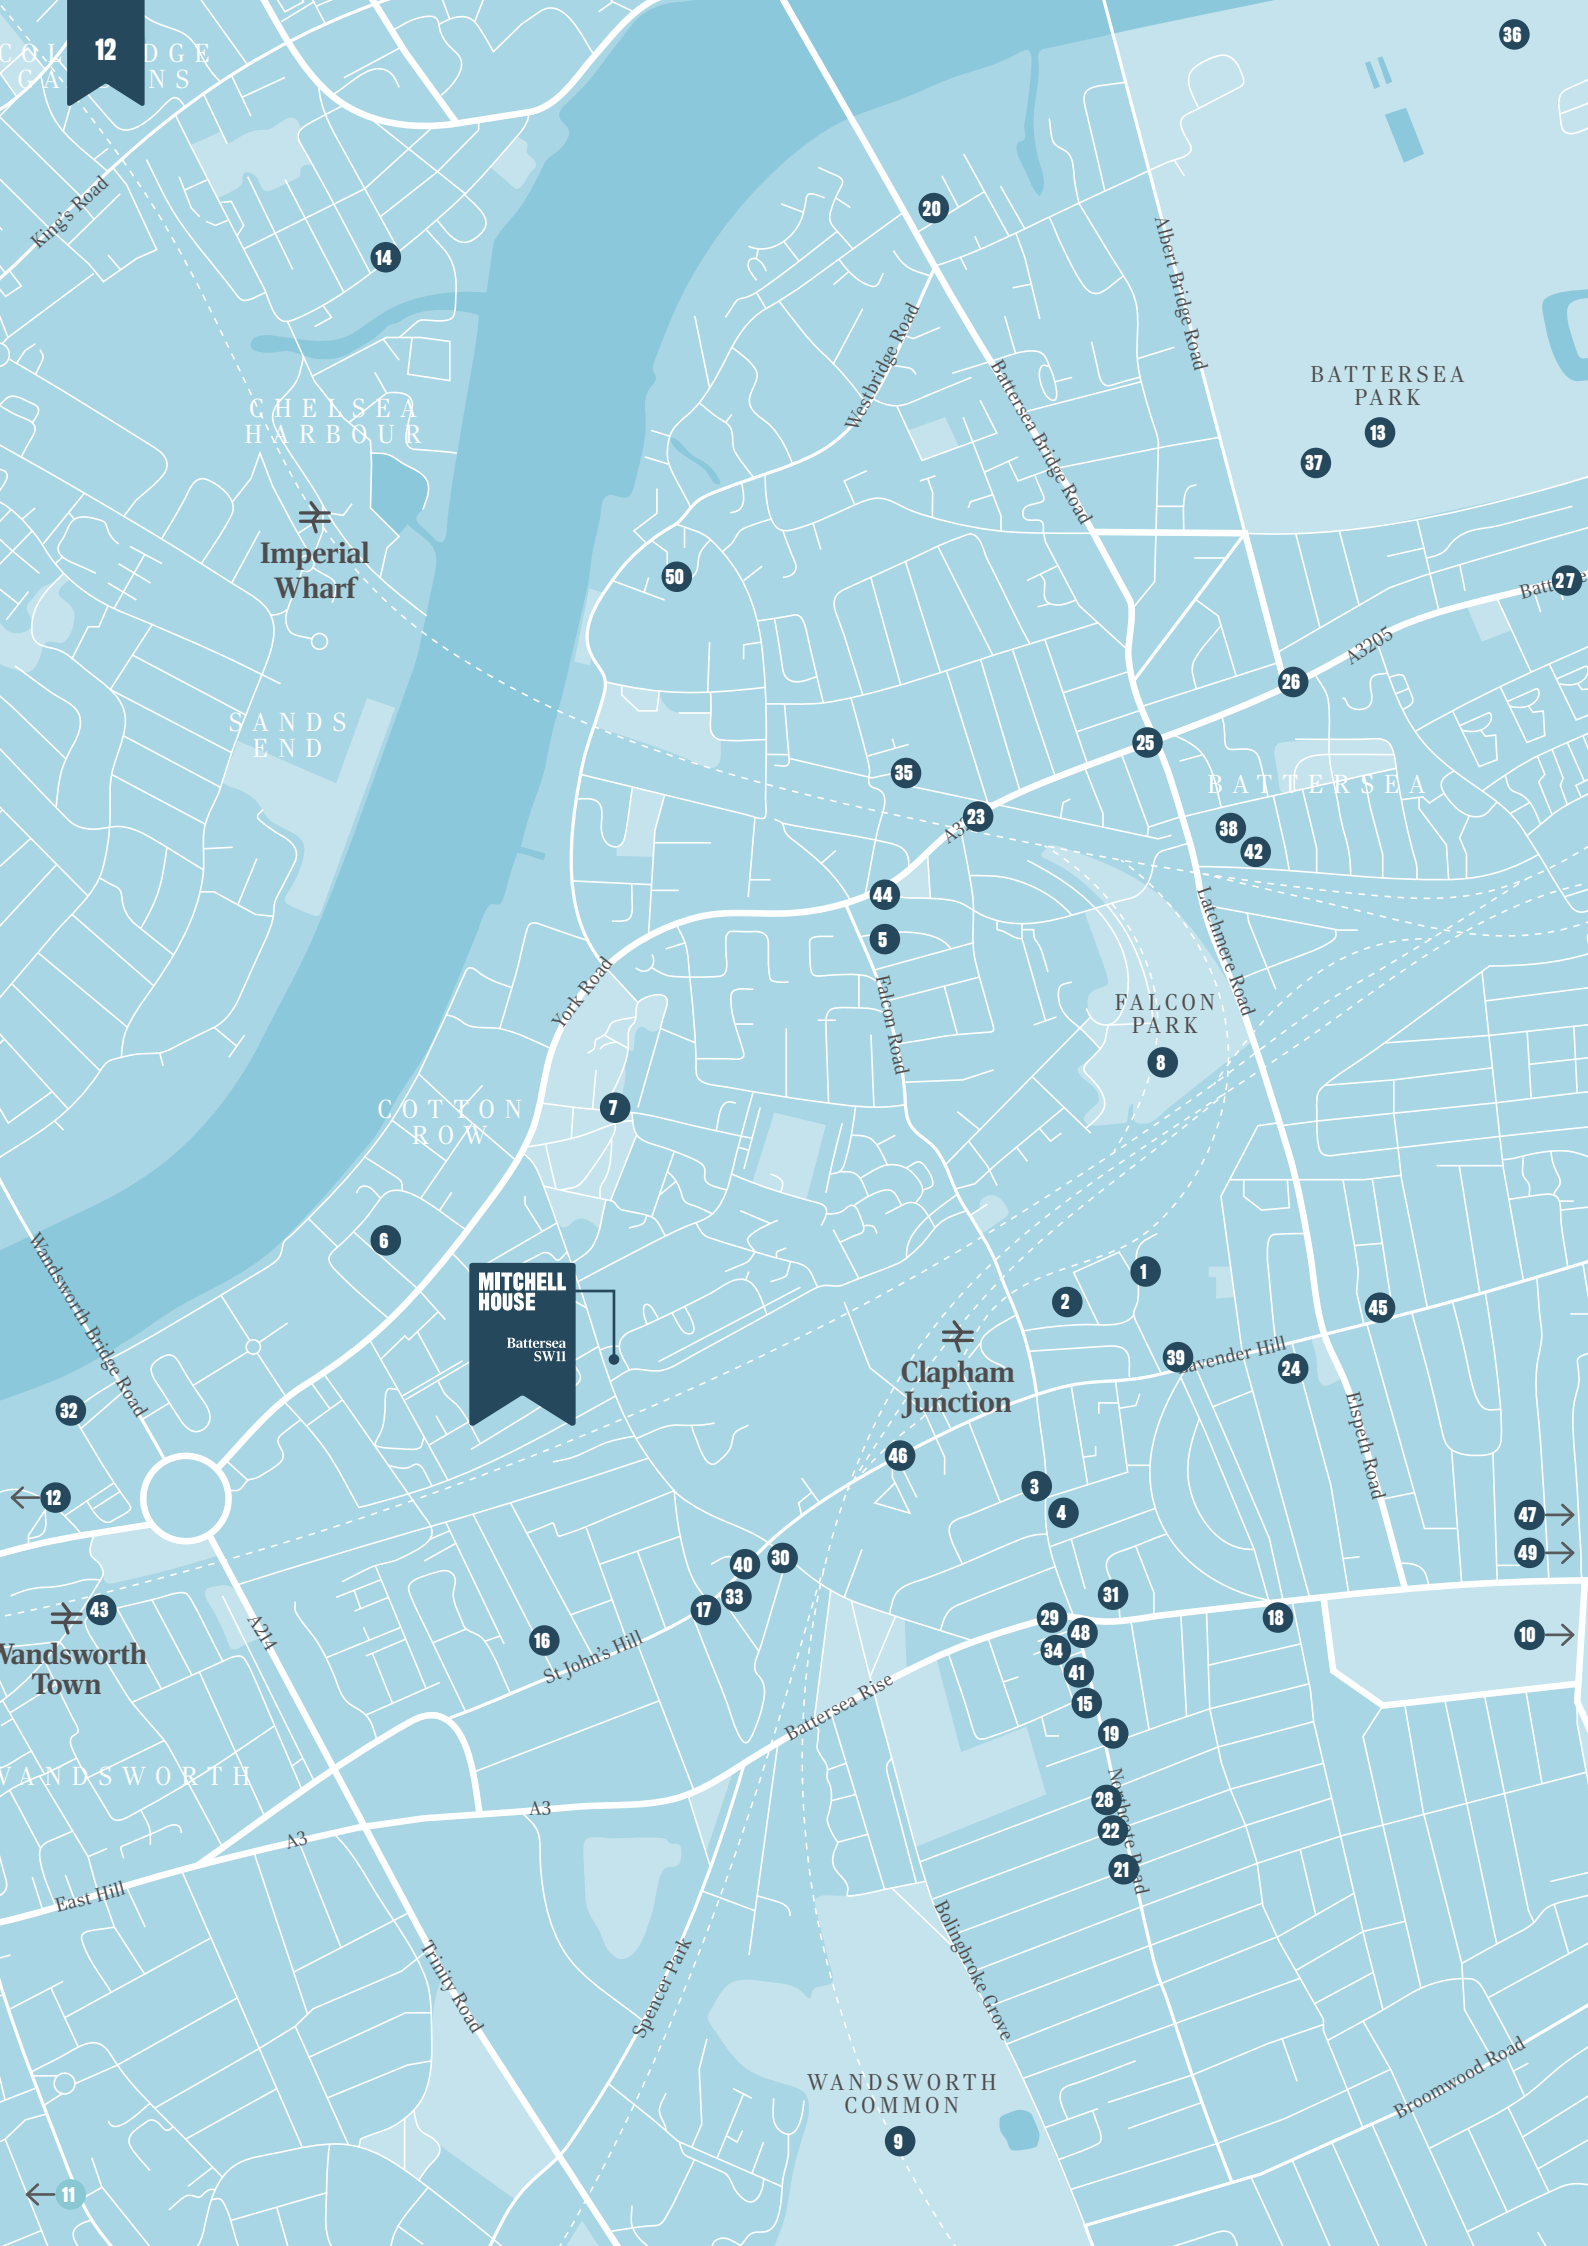 12
36
King's Road
14
20
Albert Bridge Road
Westbridge Road
Battersea Bridge Road
CHELSEA
HARBOUR
BATTERSEA
PARK
13
37
Imperial
Wharf
50
27
A3205
26
SANDS
END
25
35
23
BATTERSEA
38
42
44
5
Latchmere Road
York Road
Falcon Road
FALCON
PARK
8
7
COTTON
ROW
6
Wandsworth Bridge Road
MITCHELL
HOUSE
Battersea
SW11
1
2
45
Clapham
Junction
39
Lavender Hill
24
32
Elspeth Road
46
12
3
4
47
49
40
30
33
17
31
43
29
48
18
10
Wandsworth
Town
A214
16
St John's Hill
34
41
15
19
Battersea Rise
WANDSWORTH
A3
A3
28
22
Northcote Road
21
East Hill
Bolingbroke Grove
Trinity Road
Spencer Park
WANDSWORTH
COMMON
9
Broomwood Road
11